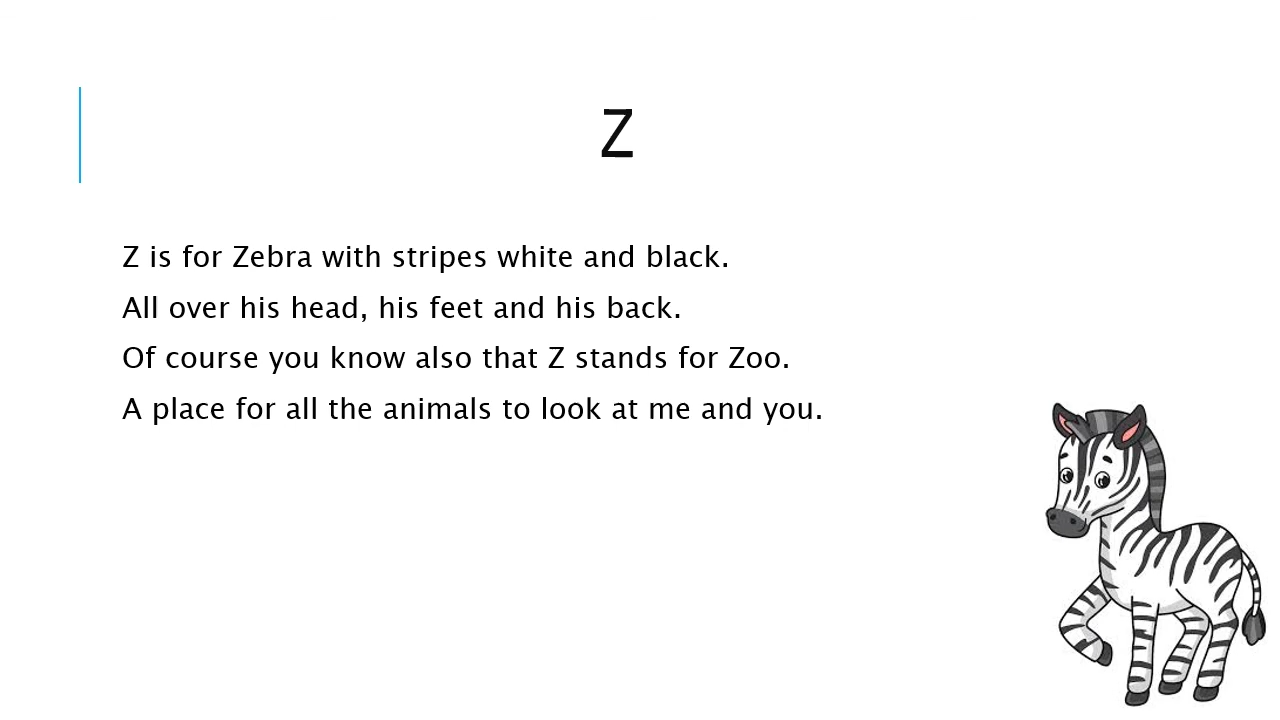 Z
Z is for Zebra with stripes white and black.
All over his head, his feet and his back.
Of course you know also that Z stands for Zoo.
A place for all the animals to look at me and you.